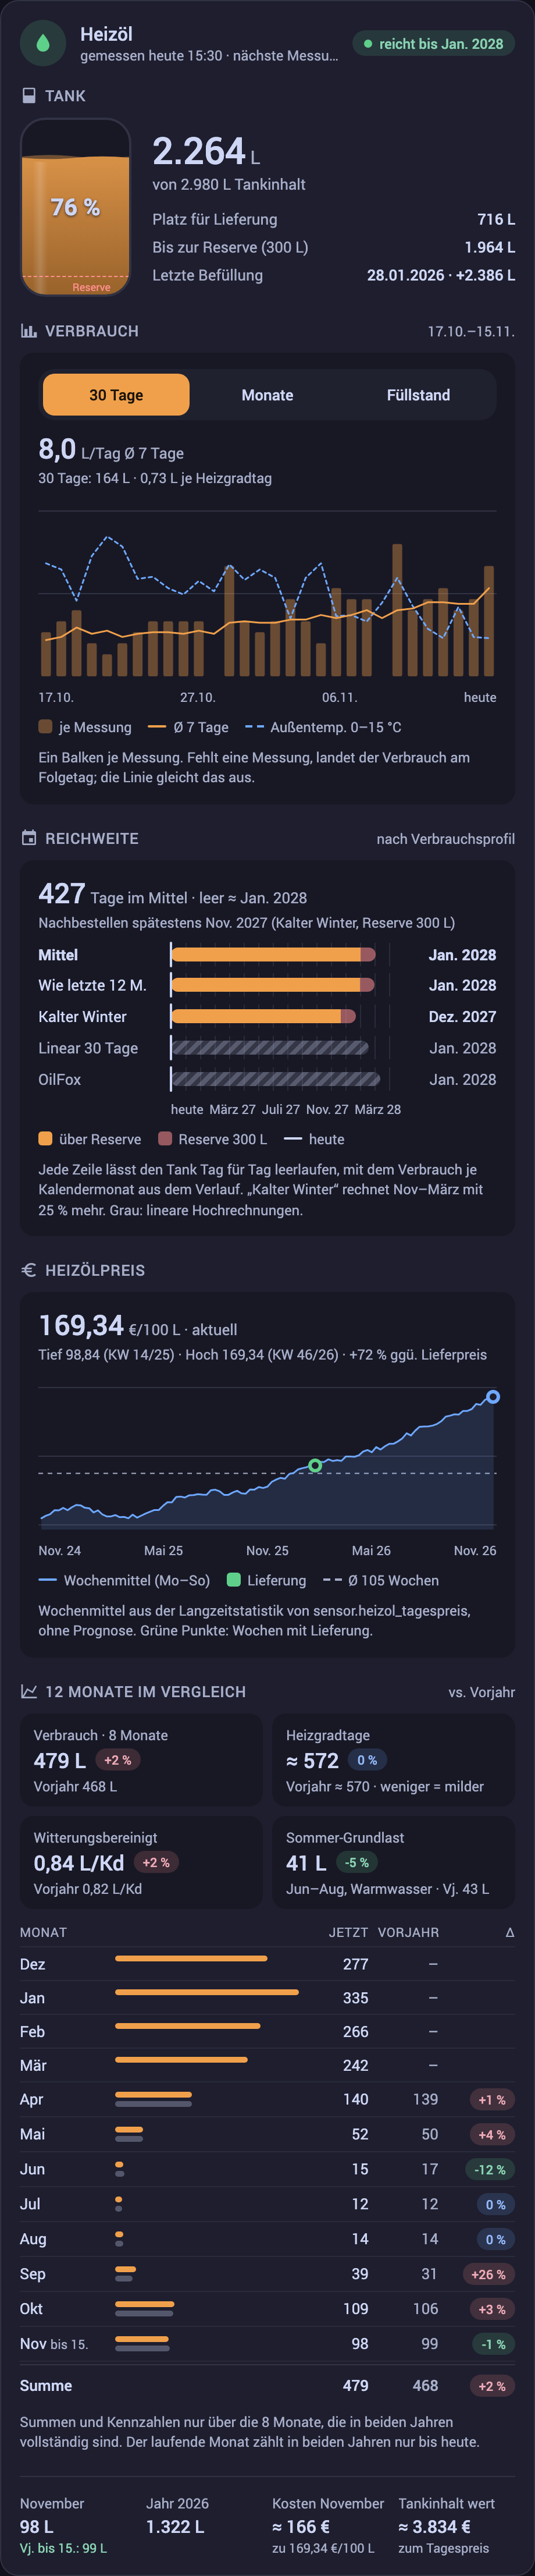 Heizöl
gemessen heute 15:30 · nächste Messu...
reicht bis Jan. 2028
TANK
76 %
Reserve
2.264 L
von 2.980 L Tankinhalt
Platz für Lieferung 716 L
Bis zur Reserve (300 L) 1.964 L
Letzte Befüllung 28.01.2026 · +2.386 L
VERBRAUCH 17.10.–15.11.
30 Tage Monate Füllstand
8,0 L/Tag Ø 7 Tage
30 Tage: 164 L · 0,73 L je Heizgradtag
17.10. 27.10. 06.11. heute
je Messung Ø 7 Tage Außentemp. 0–15 °C
Ein Balken je Messung. Fehlt eine Messung, landet der Verbrauch am
Folgetag; die Linie gleicht das aus.
REICHWEITE nach Verbrauchsprofil
427 Tage im Mittel · leer ≈ Jan. 2028
Nachbestellen spätestens Nov. 2027 (Kalter Winter, Reserve 300 L)
Mittel Jan. 2028
Wie letzte 12 M. Jan. 2028
Kalter Winter Dez. 2027
Linear 30 Tage Jan. 2028
OilFox Jan. 2028
heute März 27 Juli 27 Nov. 27 März 28
über Reserve Reserve 300 L heute
Jede Zeile lässt den Tank Tag für Tag leerlaufen, mit dem Verbrauch je
Kalendermonat aus dem Verlauf. „Kalter Winter“ rechnet Nov–März mit
25 % mehr. Grau: lineare Hochrechnungen.
HEIZÖLPREIS
169,34 €/100 L · aktuell
Tief 98,84 (KW 14/25) · Hoch 169,34 (KW 46/26) · +72 % ggü. Lieferpreis
Nov. 24 Mai 25 Nov. 25 Mai 26 Nov. 26
Wochenmittel (Mo–So) Lieferung Ø 105 Wochen
Wochenmittel aus der Langzeitstatistik von sensor.heizol_tagespreis,
ohne Prognose. Grüne Punkte: Wochen mit Lieferung.
12 MONATE IM VERGLEICH vs. Vorjahr
Verbrauch · 8 Monate
479 L +2 %
Vorjahr 468 L
Heizgradtage
≈ 572 0 %
Vorjahr ≈ 570 · weniger = milder
Witterungsbereinigt
0,84 L/Kd +2 %
Vorjahr 0,82 L/Kd
Sommer-Grundlast
41 L -5 %
Jun–Aug, Warmwasser · Vj. 43 L
MONAT JETZT VORJAHR Δ
Dez 277 –
Jan 335 –
Feb 266 –
Mär 242 –
Apr 140 139 +1 %
Mai 52 50 +4 %
Jun 15 17 -12 %
Jul 12 12 0 %
Aug 14 14 0 %
Sep 39 31 +26 %
Okt 109 106 +3 %
Nov bis 15. 98 99 -1 %
Summe 479 468 +2 %
Summen und Kennzahlen nur über die 8 Monate, die in beiden Jahren
vollständig sind. Der laufende Monat zählt in beiden Jahren nur bis heute.
November
98 L
Vj. bis 15.: 99 L
Jahr 2026
1.322 L
Kosten November
≈ 166 €
zu 169,34 €/100 L
Tankinhalt wert
≈ 3.834 €
zum Tagespreis